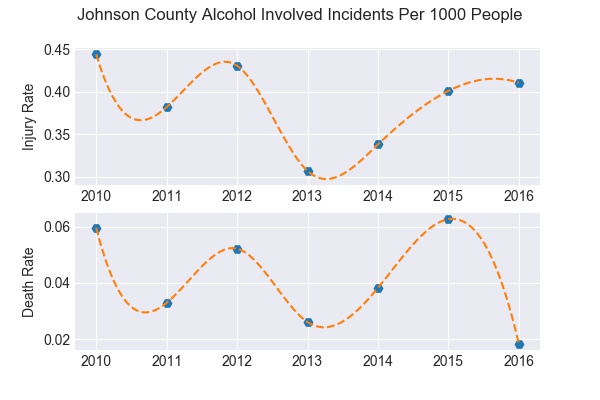 Johnson County Alcohol Involved Incidents Per 1000 People
Injury Rate
0.45
0.40
0.35
0.30
2010 2011 2012 2013 2014 2015 2016
Death Rate
0.06
0.04
0.02
2010 2011 2012 2013 2014 2015 2016